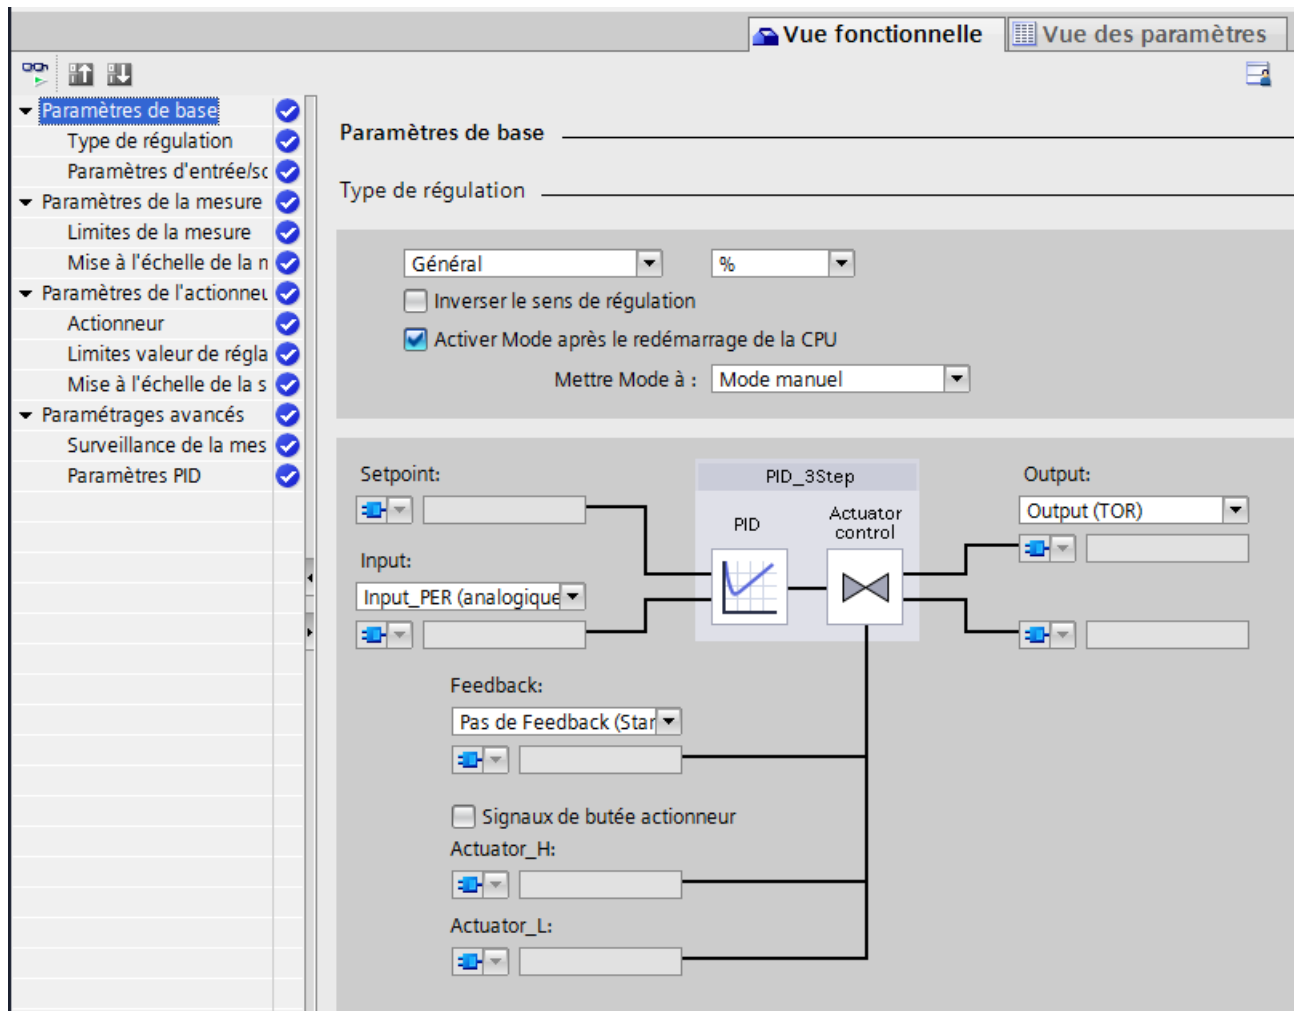 Vue fonctionnelle
Vue des paramètres
Paramètres de base
Type de régulation
Paramètres d'entrée/sc
Paramètres de la mesure
Limites de la mesure
Mise à l'échelle de la n
Paramètres de l'actionneu
Actionneur
Limites valeur de régla
Mise à l'échelle de la s
Paramétrages avancés
Surveillance de la mes
Paramètres PID
Paramètres de base
Type de régulation
Général
%
Inverser le sens de régulation
Activer Mode après le redémarrage de la CPU
Mettre Mode à :
Mode manuel
Setpoint:
Input:
Input_PER (analogique
PID_3Step
PID
Actuator
control
Output:
Output (TOR)
Feedback:
Pas de Feedback (Star
Signaux de butée actionneur
Actuator_H:
Actuator_L: